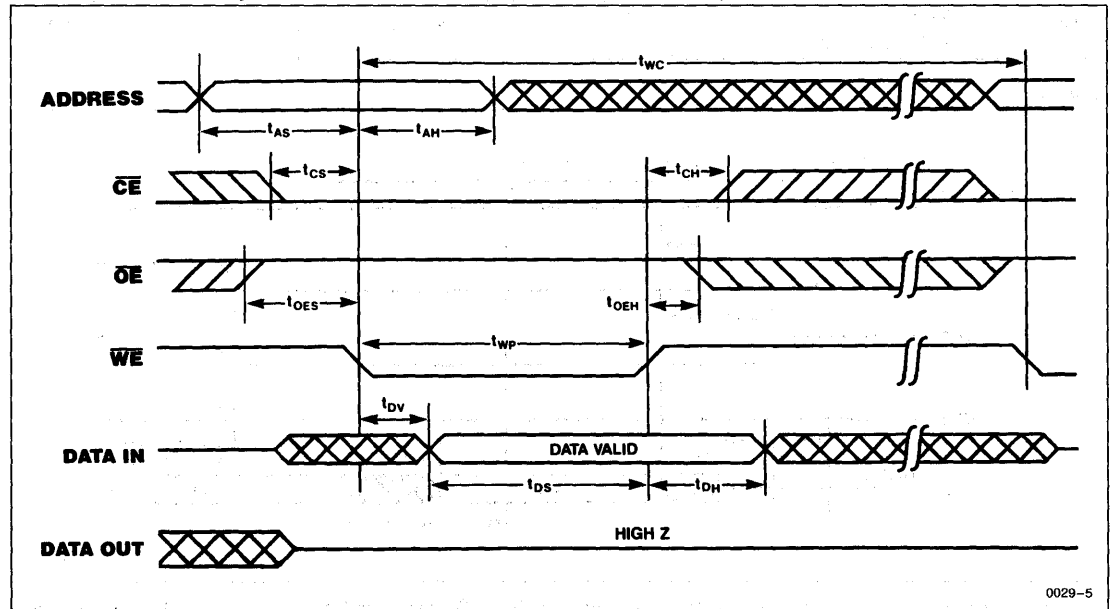 tWC
ADDRESS
tAS
tAH
CE
tCS
tCH
OE
tOES
tOEH
WE
tWP
tDV
DATA IN
DATA VALID
tDS
tDH
DATA OUT
HIGH Z
0029–5